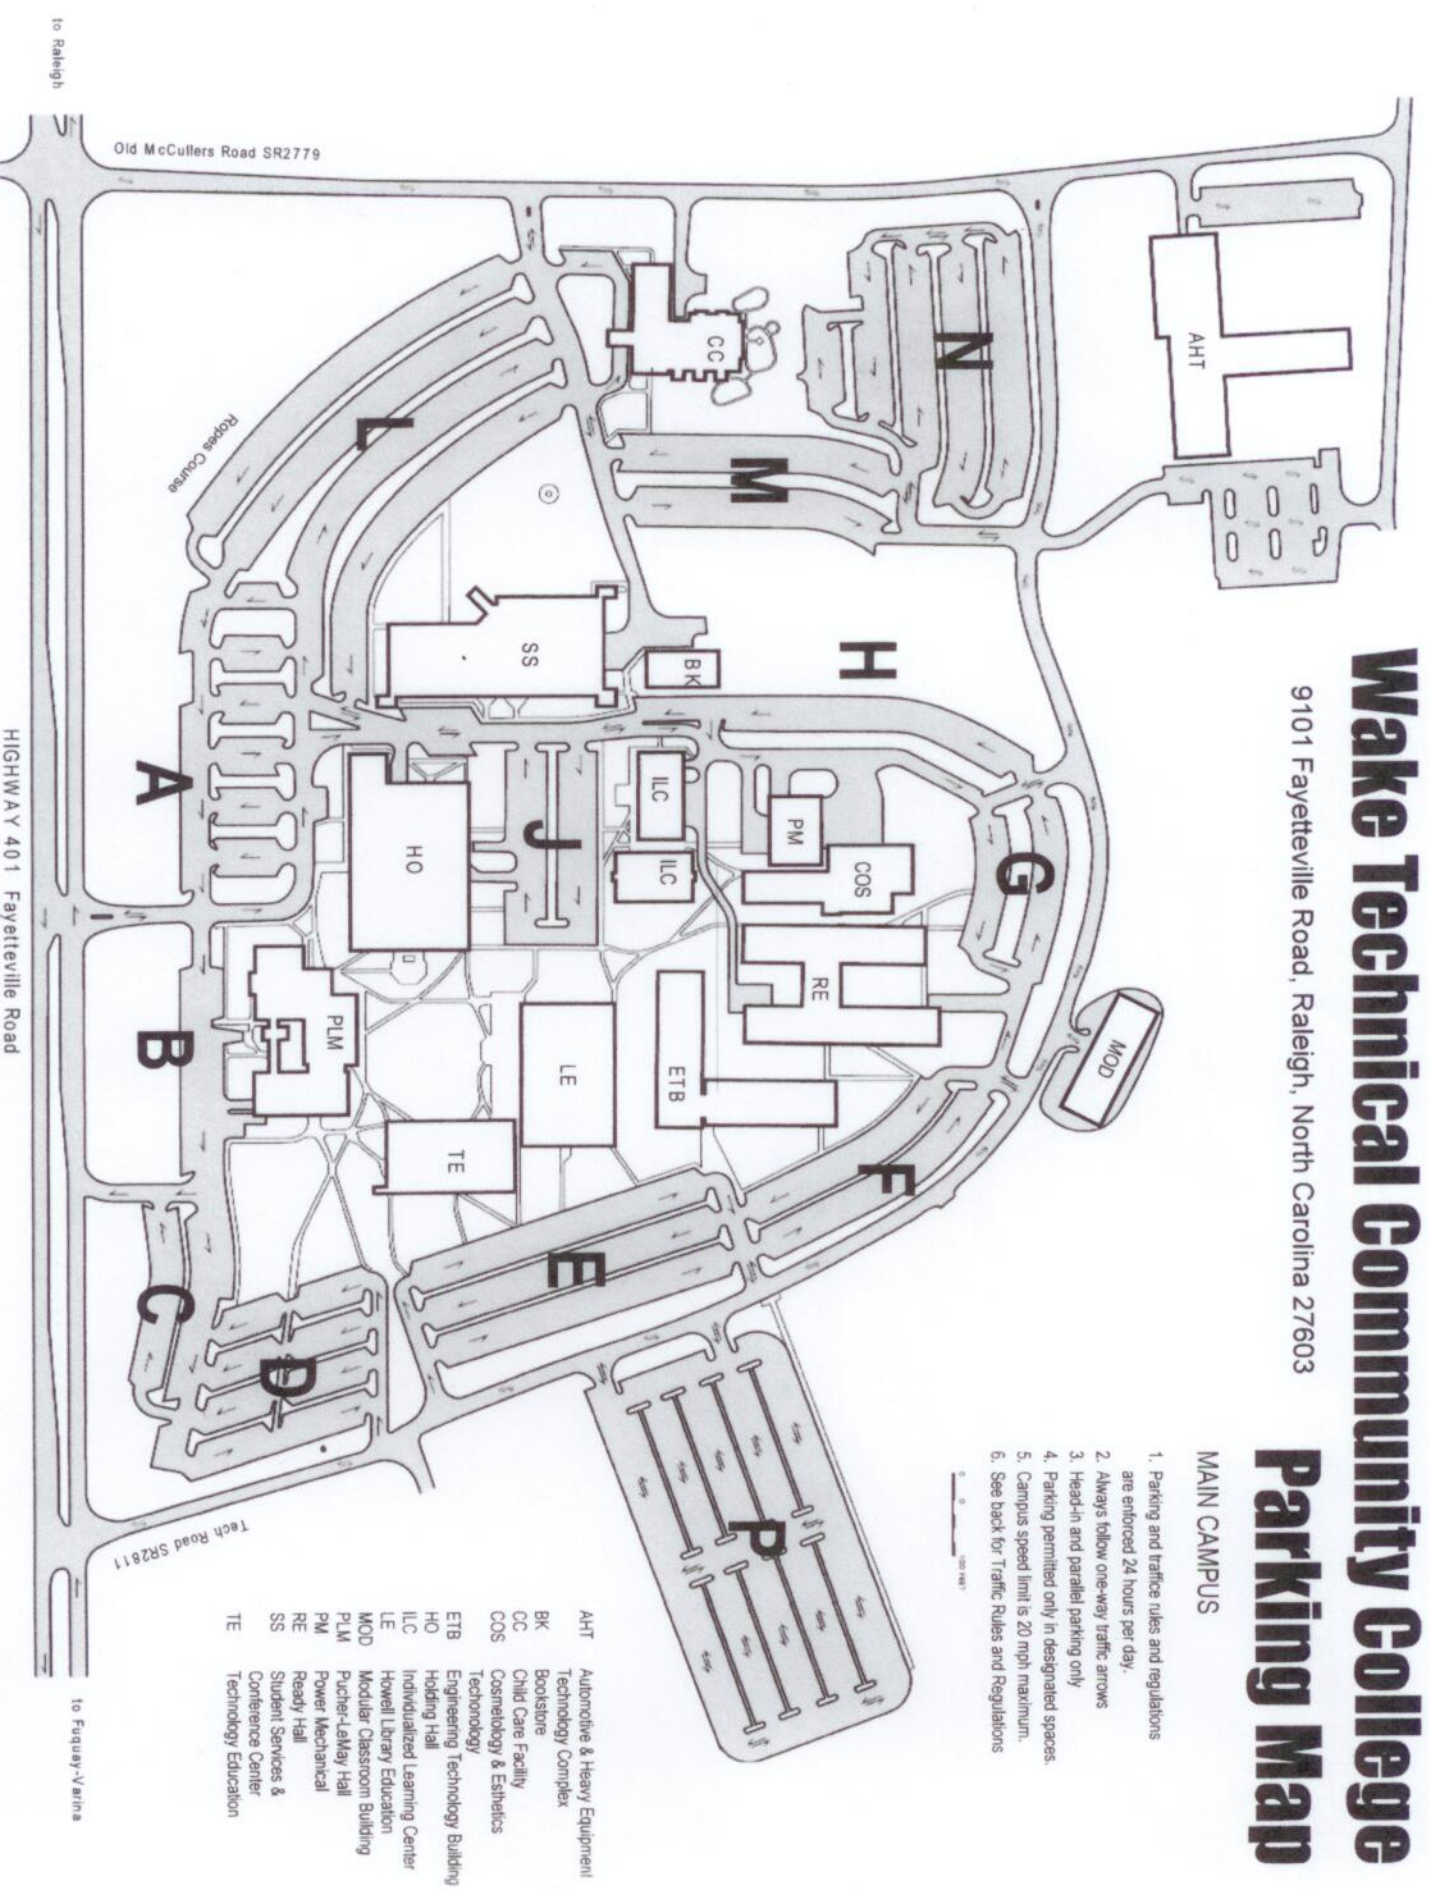 Wake Technical Community College
Parking Map
9101 Fayetteville Road, Raleigh, North Carolina 27603
MAIN CAMPUS
1. Parking and traffice rules and regulations
are enforced 24 hours per day.
2. Always follow one-way traffic arrows
3. Head-in and parallel parking only
4. Parking permitted only in designated spaces.
5. Campus speed limit is 20 mph maximum.
6. See back for Traffic Rules and Regulations
0
100 FEET
AHT
N
CC
M
L
H
SS
BK
ILC
ILC
PM
COS
G
RE
MOD
J
HO
A
B
PLM
LE
ETB
TE
F
E
C
D
P
Ropes Course
Old McCullers Road SR2779
to Raleigh
HIGHWAY 401 Fayetteville Road
Tech Road SR2811
to Fuquay-Varina
AHT Automotive & Heavy Equipment
Technology Complex
BK Bookstore
CC Child Care Facility
COS Cosmetology & Esthetics
Technology
ETB Engineering Technology Building
HO Holding Hall
ILC Individualized Learning Center
LE Howell Library Education
MOD Modular Classroom Building
PLM Pucher-LeMay Hall
PM Power Mechanical
RE Ready Hall
SS Student Services &
Conference Center
TE Technology Education